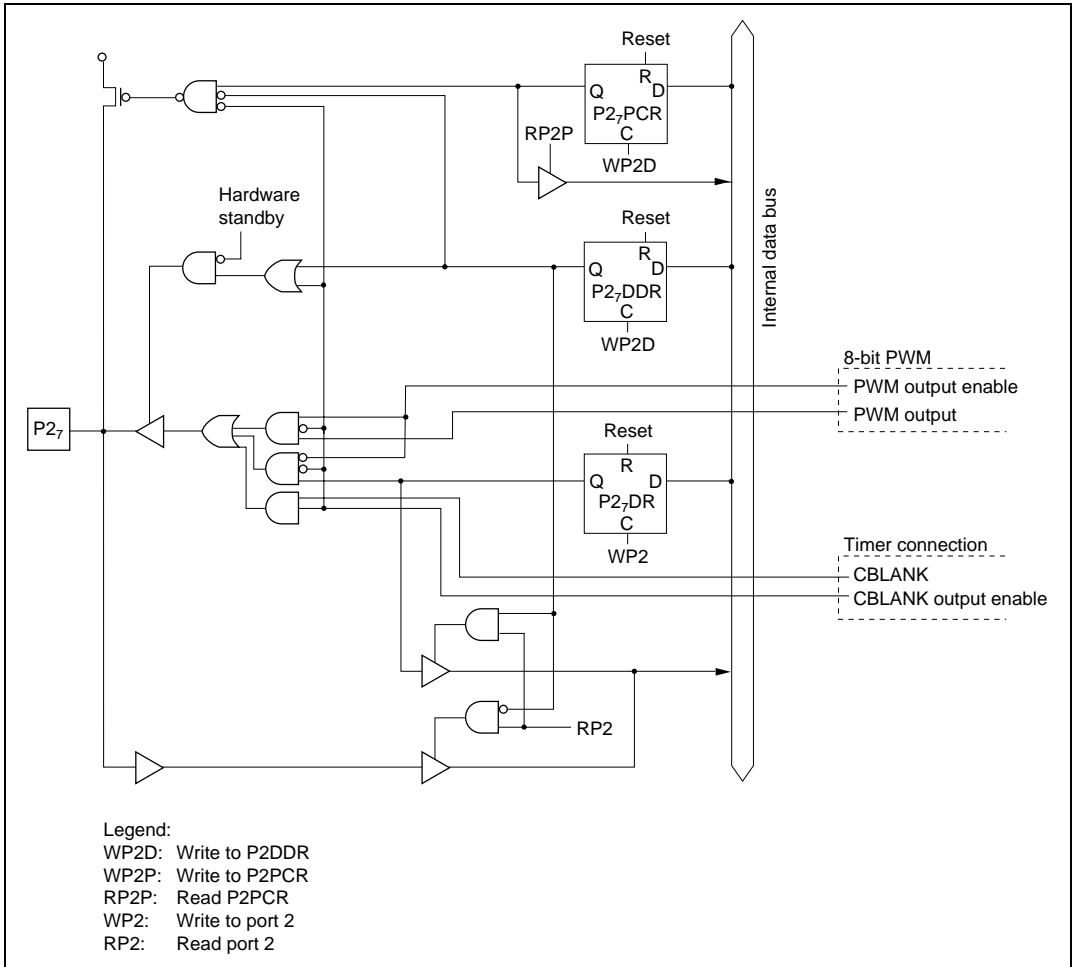 Reset
R
Q D
P2₇PCR
C
RP2P
WP2D
Hardware
standby
Reset
R
Q D
P2₇DDR
C
WP2D
Internal data bus
8-bit PWM
PWM output enable
PWM output
P2₇
Reset
R
Q D
P2₇DR
C
WP2
Timer connection
CBLANK
CBLANK output enable
RP2
Legend:
WP2D: Write to P2DDR
WP2P: Write to P2PCR
RP2P: Read P2PCR
WP2: Write to port 2
RP2: Read port 2